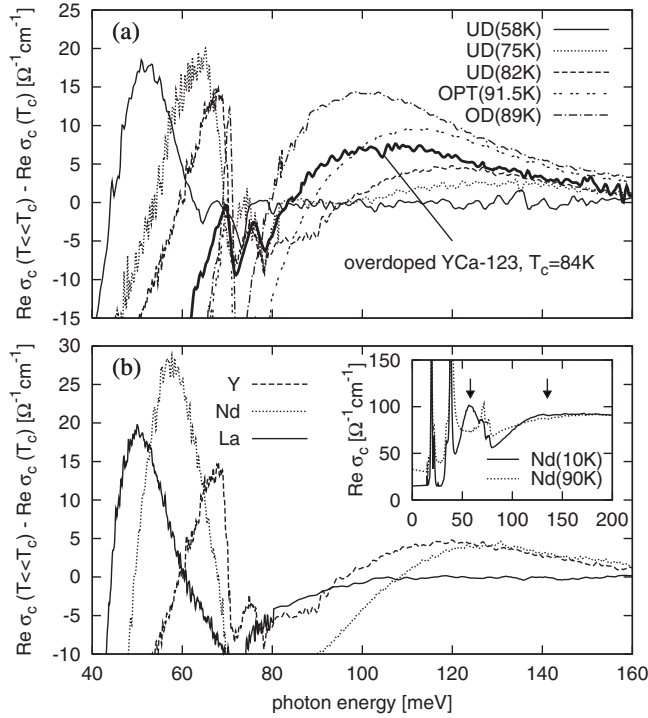 (a)
UD(58K)
UD(75K)
UD(82K)
OPT(91.5K)
OD(89K)
25
20
15
10
5
0
-5
-10
-15
Re σc (T<<Tc) - Re σc (Tc) [Ω-1cm-1]
overdoped YCa-123, Tc=84K
(b)
Y
Nd
La
30
25
20
15
10
5
0
-5
-10
Re σc (T<<Tc) - Re σc (Tc) [Ω-1cm-1]
150
100
50
0
Re σc [Ω-1cm-1]
Nd(10K)
Nd(90K)
0 50 100 150 200
40 60 80 100 120 140 160
photon energy [meV]